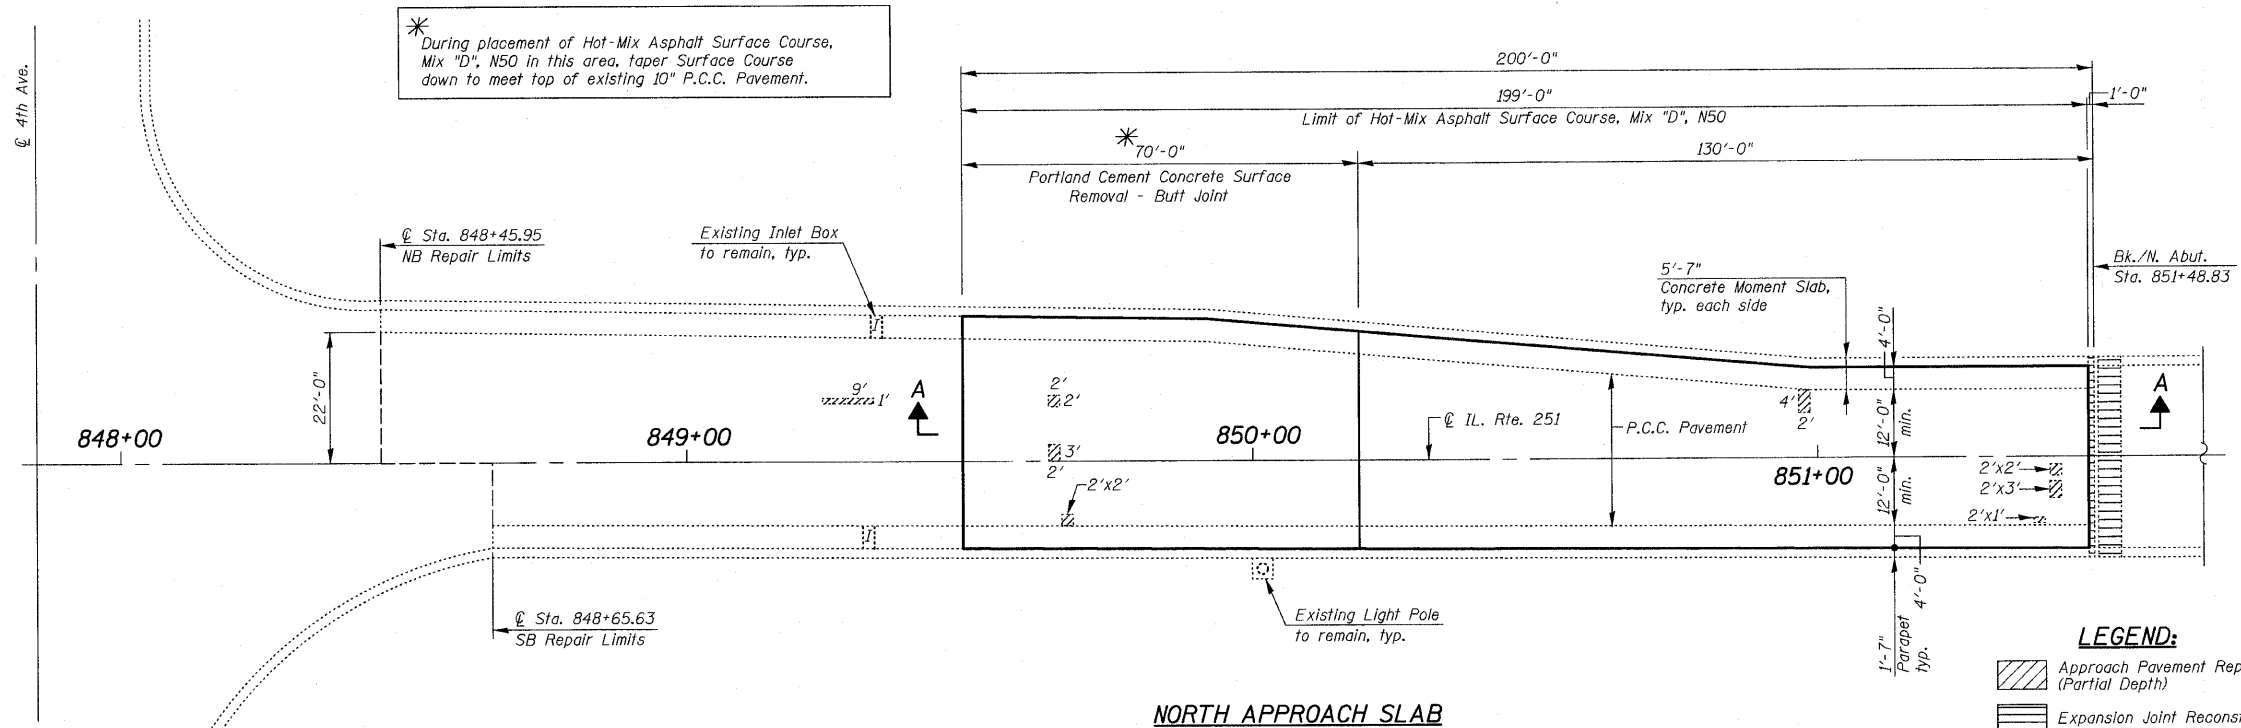 ℄ 4th Ave.
*
During placement of Hot-Mix Asphalt Surface Course,
Mix "D", N50 in this area, taper Surface Course
down to meet top of existing 10" P.C.C. Pavement.
200'-0"
199'-0"
1'-0"
Limit of Hot-Mix Asphalt Surface Course, Mix "D", N50
*
70'-0"
130'-0"
Portland Cement Concrete Surface
Removal - Butt Joint
℄ Sta. 848+45.95
NB Repair Limits
Existing Inlet Box
to remain, typ.
Bk./N. Abut.
Sta. 851+48.83
5'-7"
Concrete Moment Slab,
typ. each side
4'-0"
I
22'-0"
9'
1'
A
2'
2'
4'
2'
12'-0"
min.
A
848+00
849+00
850+00
℄ IL. Rte. 251
P.C.C. Pavement
3'
2'
851+00
2'x2'
2'x3'
2'x2'
12'-0"
min.
2'x1'
I
℄ Sta. 848+65.63
SB Repair Limits
Existing Light Pole
to remain, typ.
1'-7"
Parapet
typ.
4'-0"
LEGEND:
Approach Pavement Rep
(Partial Depth)
Expansion Joint Reconst
NORTH APPROACH SLAB